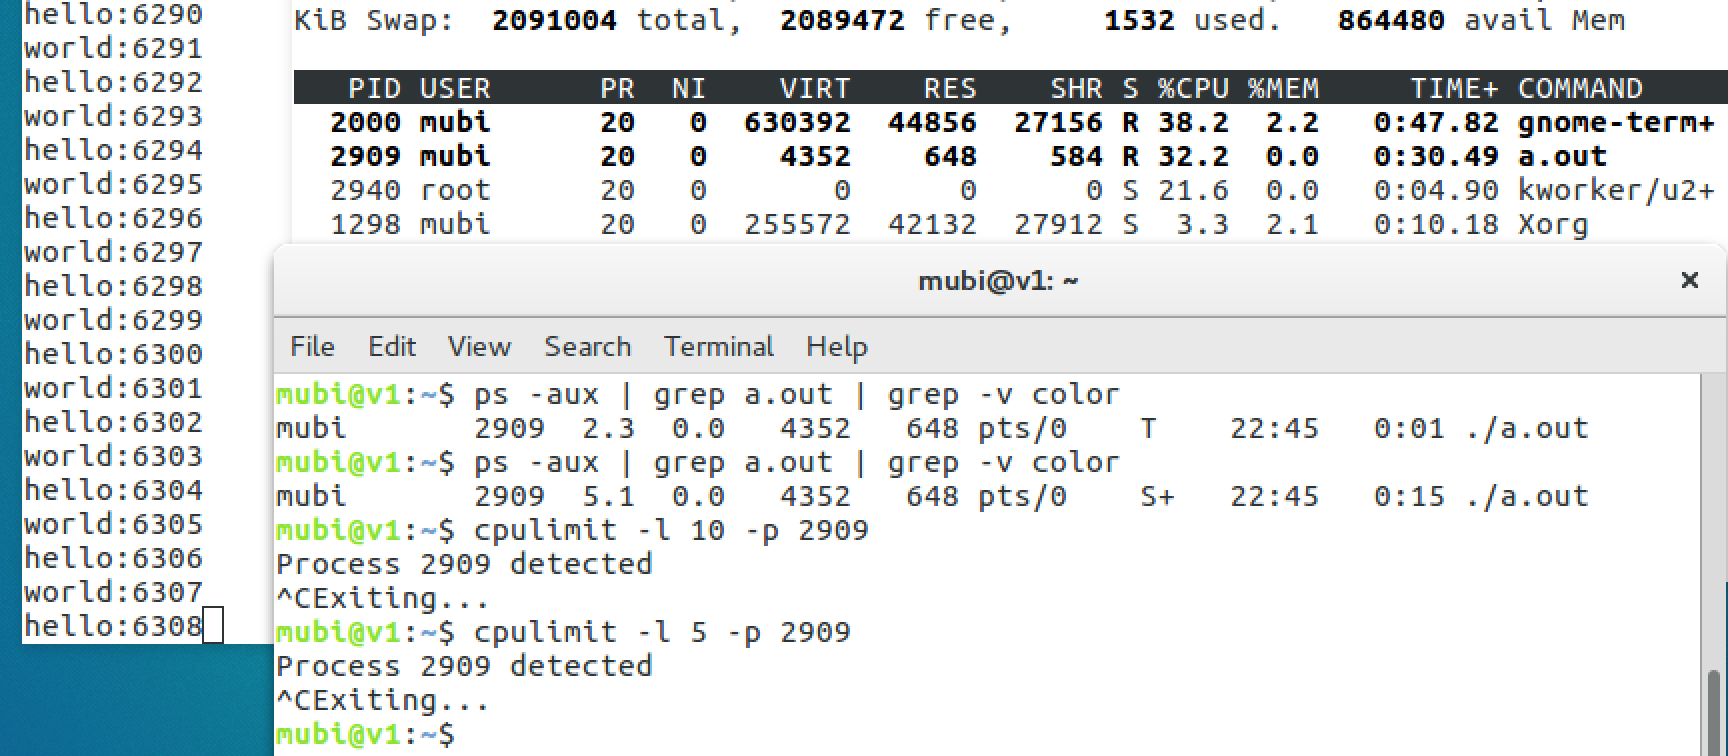 hello:6290
world:6291
hello:6292
world:6293
hello:6294
world:6295
hello:6296
world:6297
hello:6298
world:6299
hello:6300
world:6301
hello:6302
world:6303
hello:6304
world:6305
hello:6306
world:6307
hello:6308
KiB Swap:  2091004 total,  2089472 free,     1532 used.   864480 avail Mem
PID USER      PR  NI    VIRT    RES    SHR S %CPU %MEM     TIME+ COMMAND
2000 mubi      20   0  630392  44856  27156 R 38.2  2.2   0:47.82 gnome-term+
2909 mubi      20   0    4352    648    584 R 32.2  0.0   0:30.49 a.out
2940 root      20   0       0      0      0 S 21.6  0.0   0:04.90 kworker/u2+
1298 mubi      20   0  255572  42132  27912 S  3.3  2.1   0:10.18 Xorg
mubi@v1: ~ ×
File Edit View Search Terminal Help
mubi@v1:~$ ps -aux | grep a.out | grep -v color
mubi       2909  2.3  0.0   4352   648 pts/0    T    22:45   0:01 ./a.out
mubi@v1:~$ ps -aux | grep a.out | grep -v color
mubi       2909  5.1  0.0   4352   648 pts/0    S+   22:45   0:15 ./a.out
mubi@v1:~$ cpulimit -l 10 -p 2909
Process 2909 detected
^CExiting...
mubi@v1:~$ cpulimit -l 5 -p 2909
Process 2909 detected
^CExiting...
mubi@v1:~$